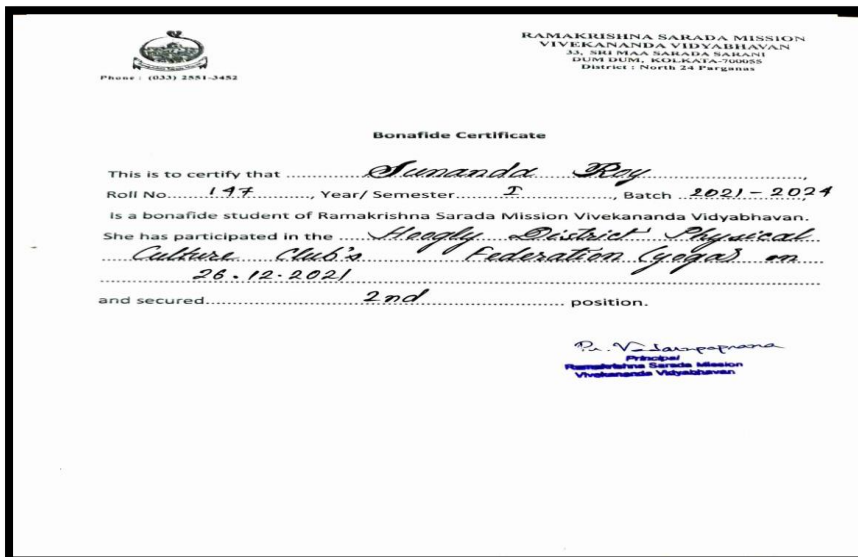 RAMAKRISHNA SARADA MISSION
VIVEKANANDA VIDYABHAVAN
33, SRI MAA SARADA SARANI
DUM DUM, KOLKATA-700055
District : North 24 Parganas
Phone : (033) 2551-3452
Bonafide Certificate
This is to certify that ........ Sunanda Roy ........,
Roll No. 147 ........, Year/ Semester ........ I ........, Batch 2021 - 2024,
Is a bonafide student of Ramakrishna Sarada Mission Vivekananda Vidyabhavan.
She has participated in the .... Hoogly District Physical
Culture Club's Federation (yoga) on
26.12.2021
and secured ........ 2nd ........ position.
Principal
Ramakrishna Sarada Mission
Vivekananda Vidyabhavan